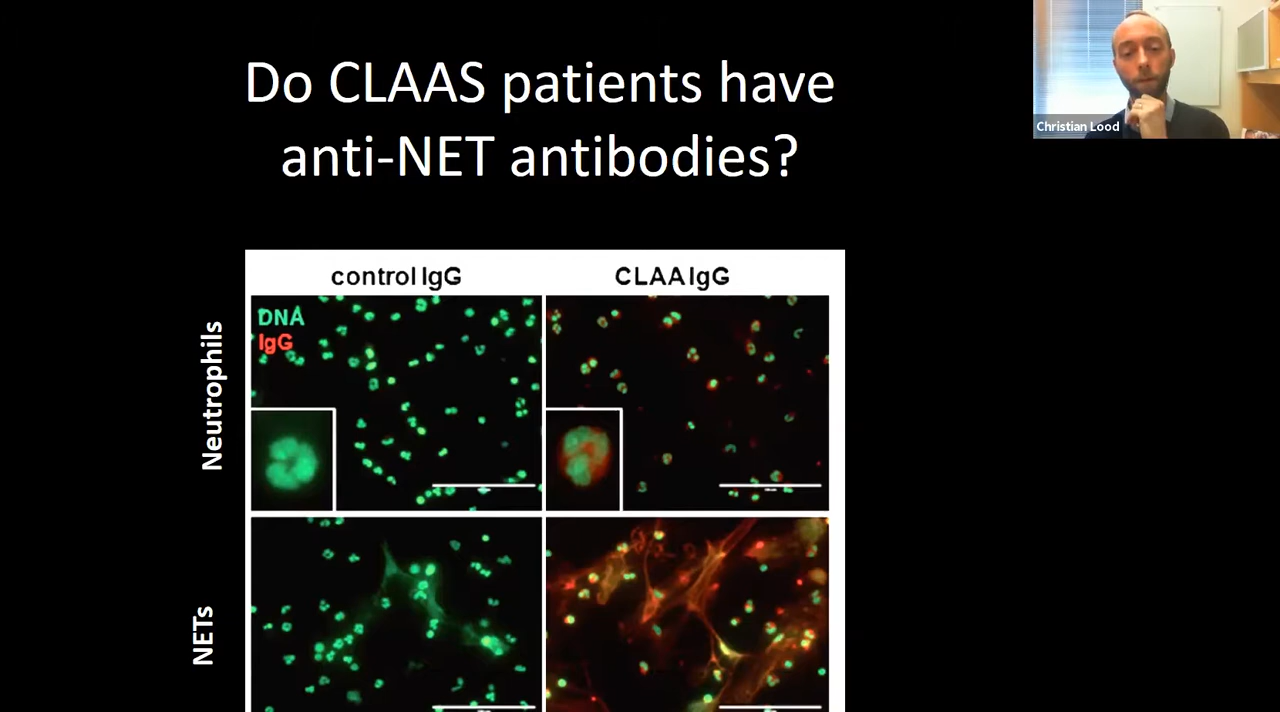 Do CLAAS patients have
anti-NET antibodies?
Christian Lood
control IgG
CLAA IgG
DNA
IgG
Neutrophils
NETs